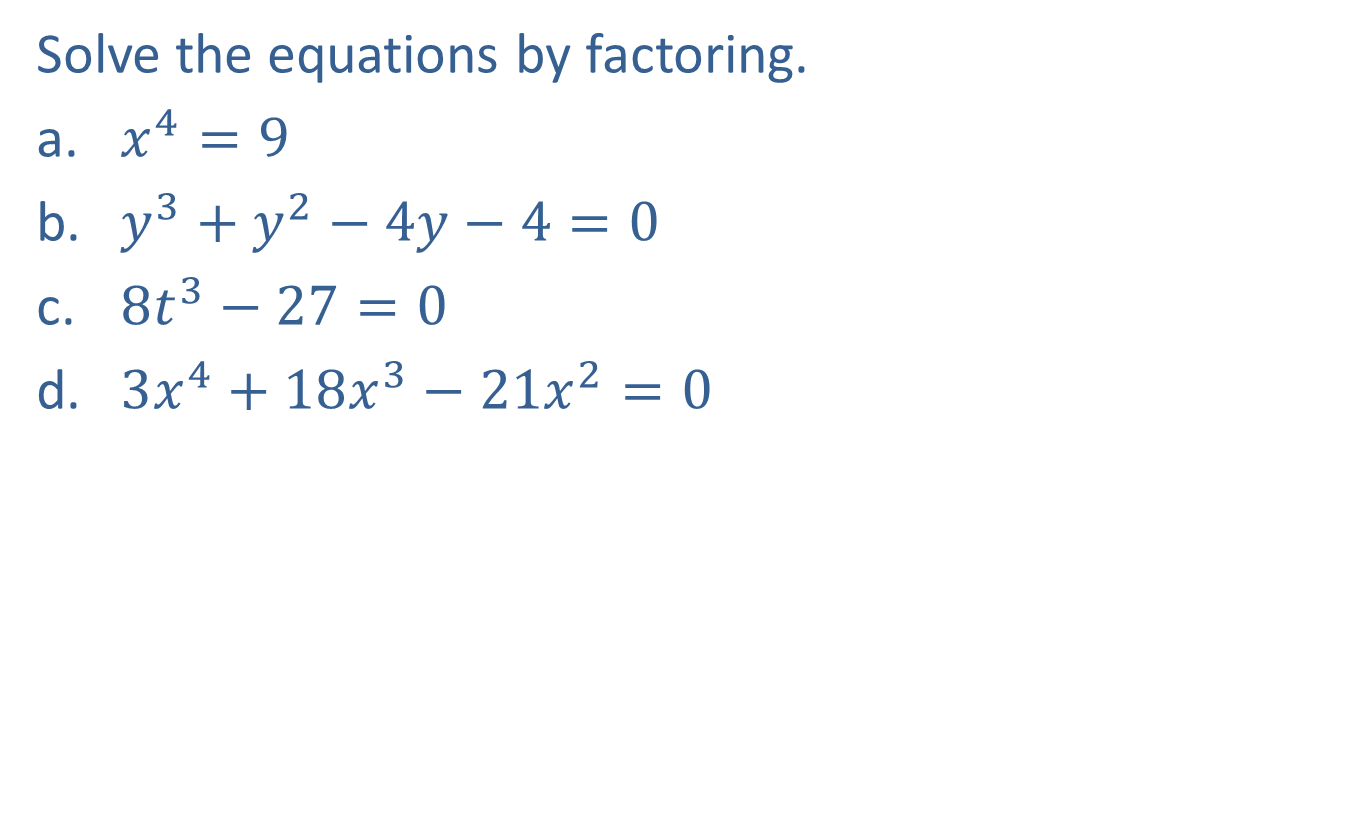 Solve the equations by factoring.
a. x⁴ = 9
b. y³ + y² − 4y − 4 = 0
c. 8t³ − 27 = 0
d. 3x⁴ + 18x³ − 21x² = 0